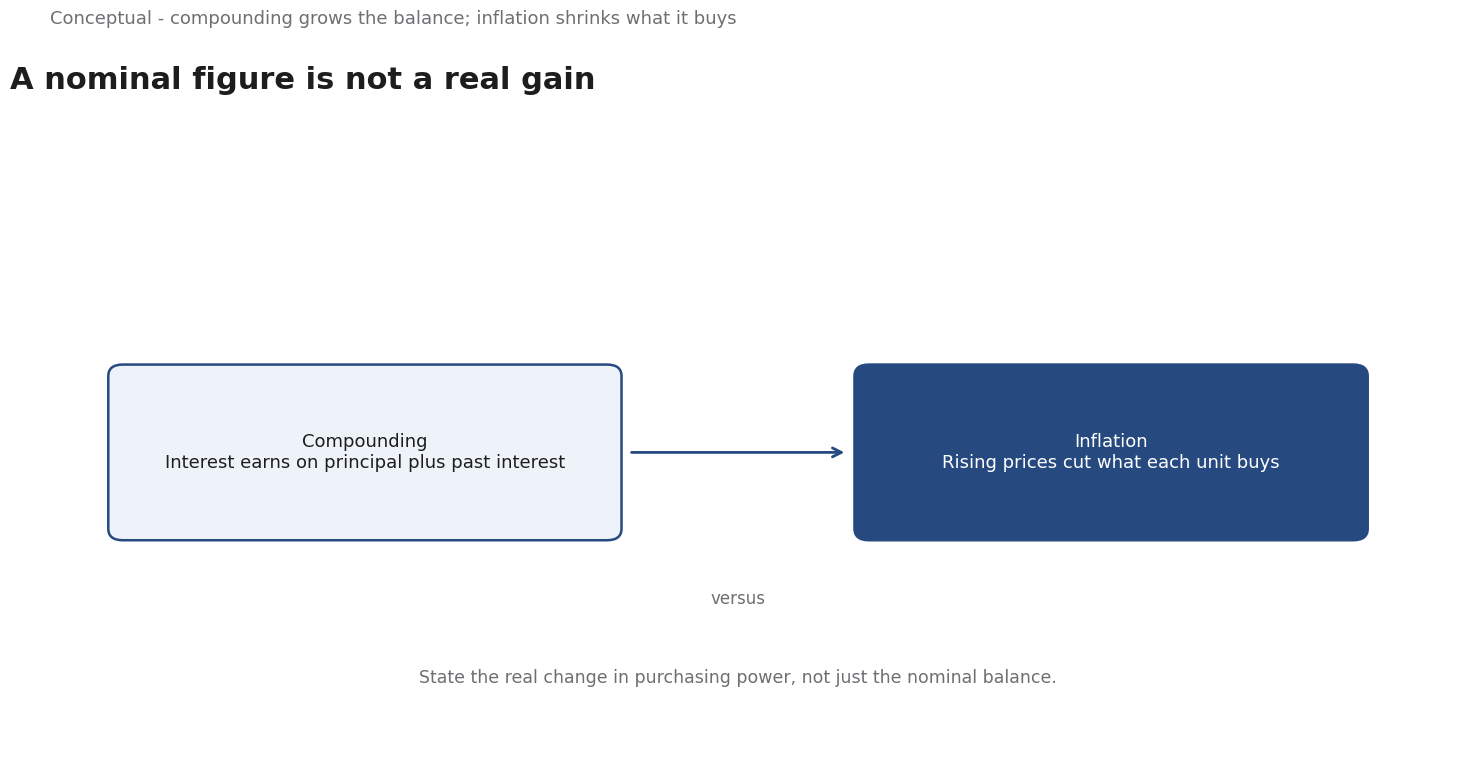 Conceptual - compounding grows the balance; inflation shrinks what it buys
A nominal figure is not a real gain
Compounding
Interest earns on principal plus past interest
Inflation
Rising prices cut what each unit buys
versus
State the real change in purchasing power, not just the nominal balance.